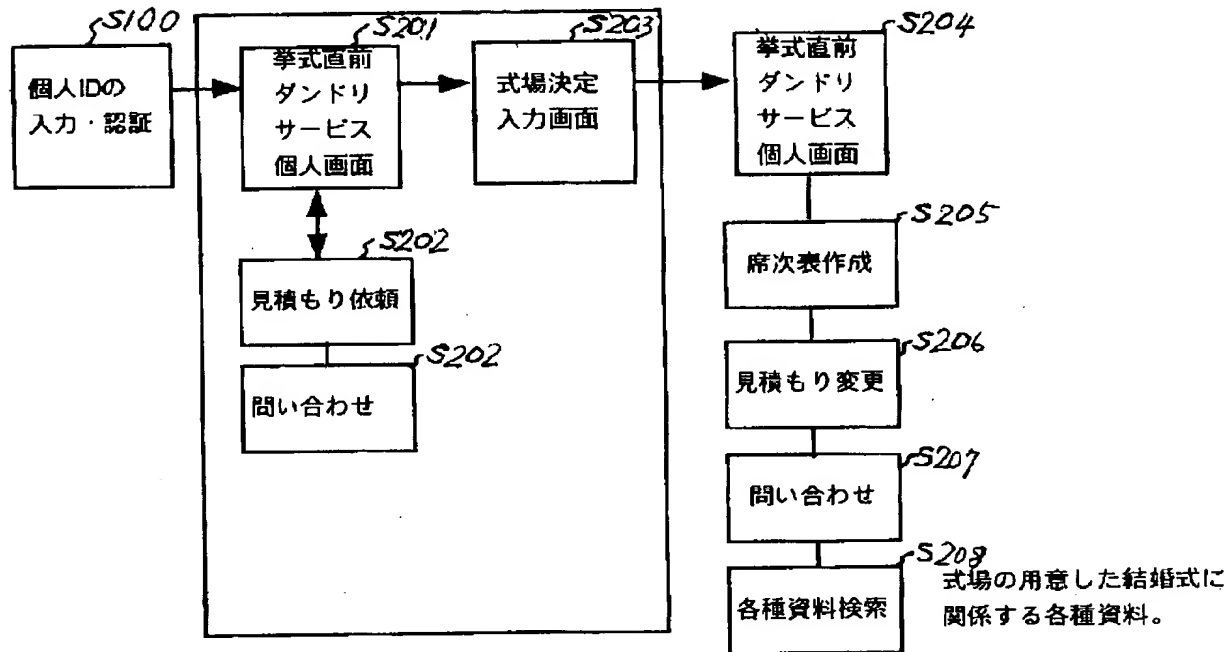 S100
個人IDの
入力・認証
S201
挙式直前
ダンドリ
サービス
個人画面
S203
式場決定
入力画面
S204
挙式直前
ダンドリ
サービス
個人画面
S202
見積もり依頼
S202
問い合わせ
S205
席次表作成
S206
見積もり変更
S207
問い合わせ
S208
各種資料検索
式場の用意した結婚式に
関係する各種資料。